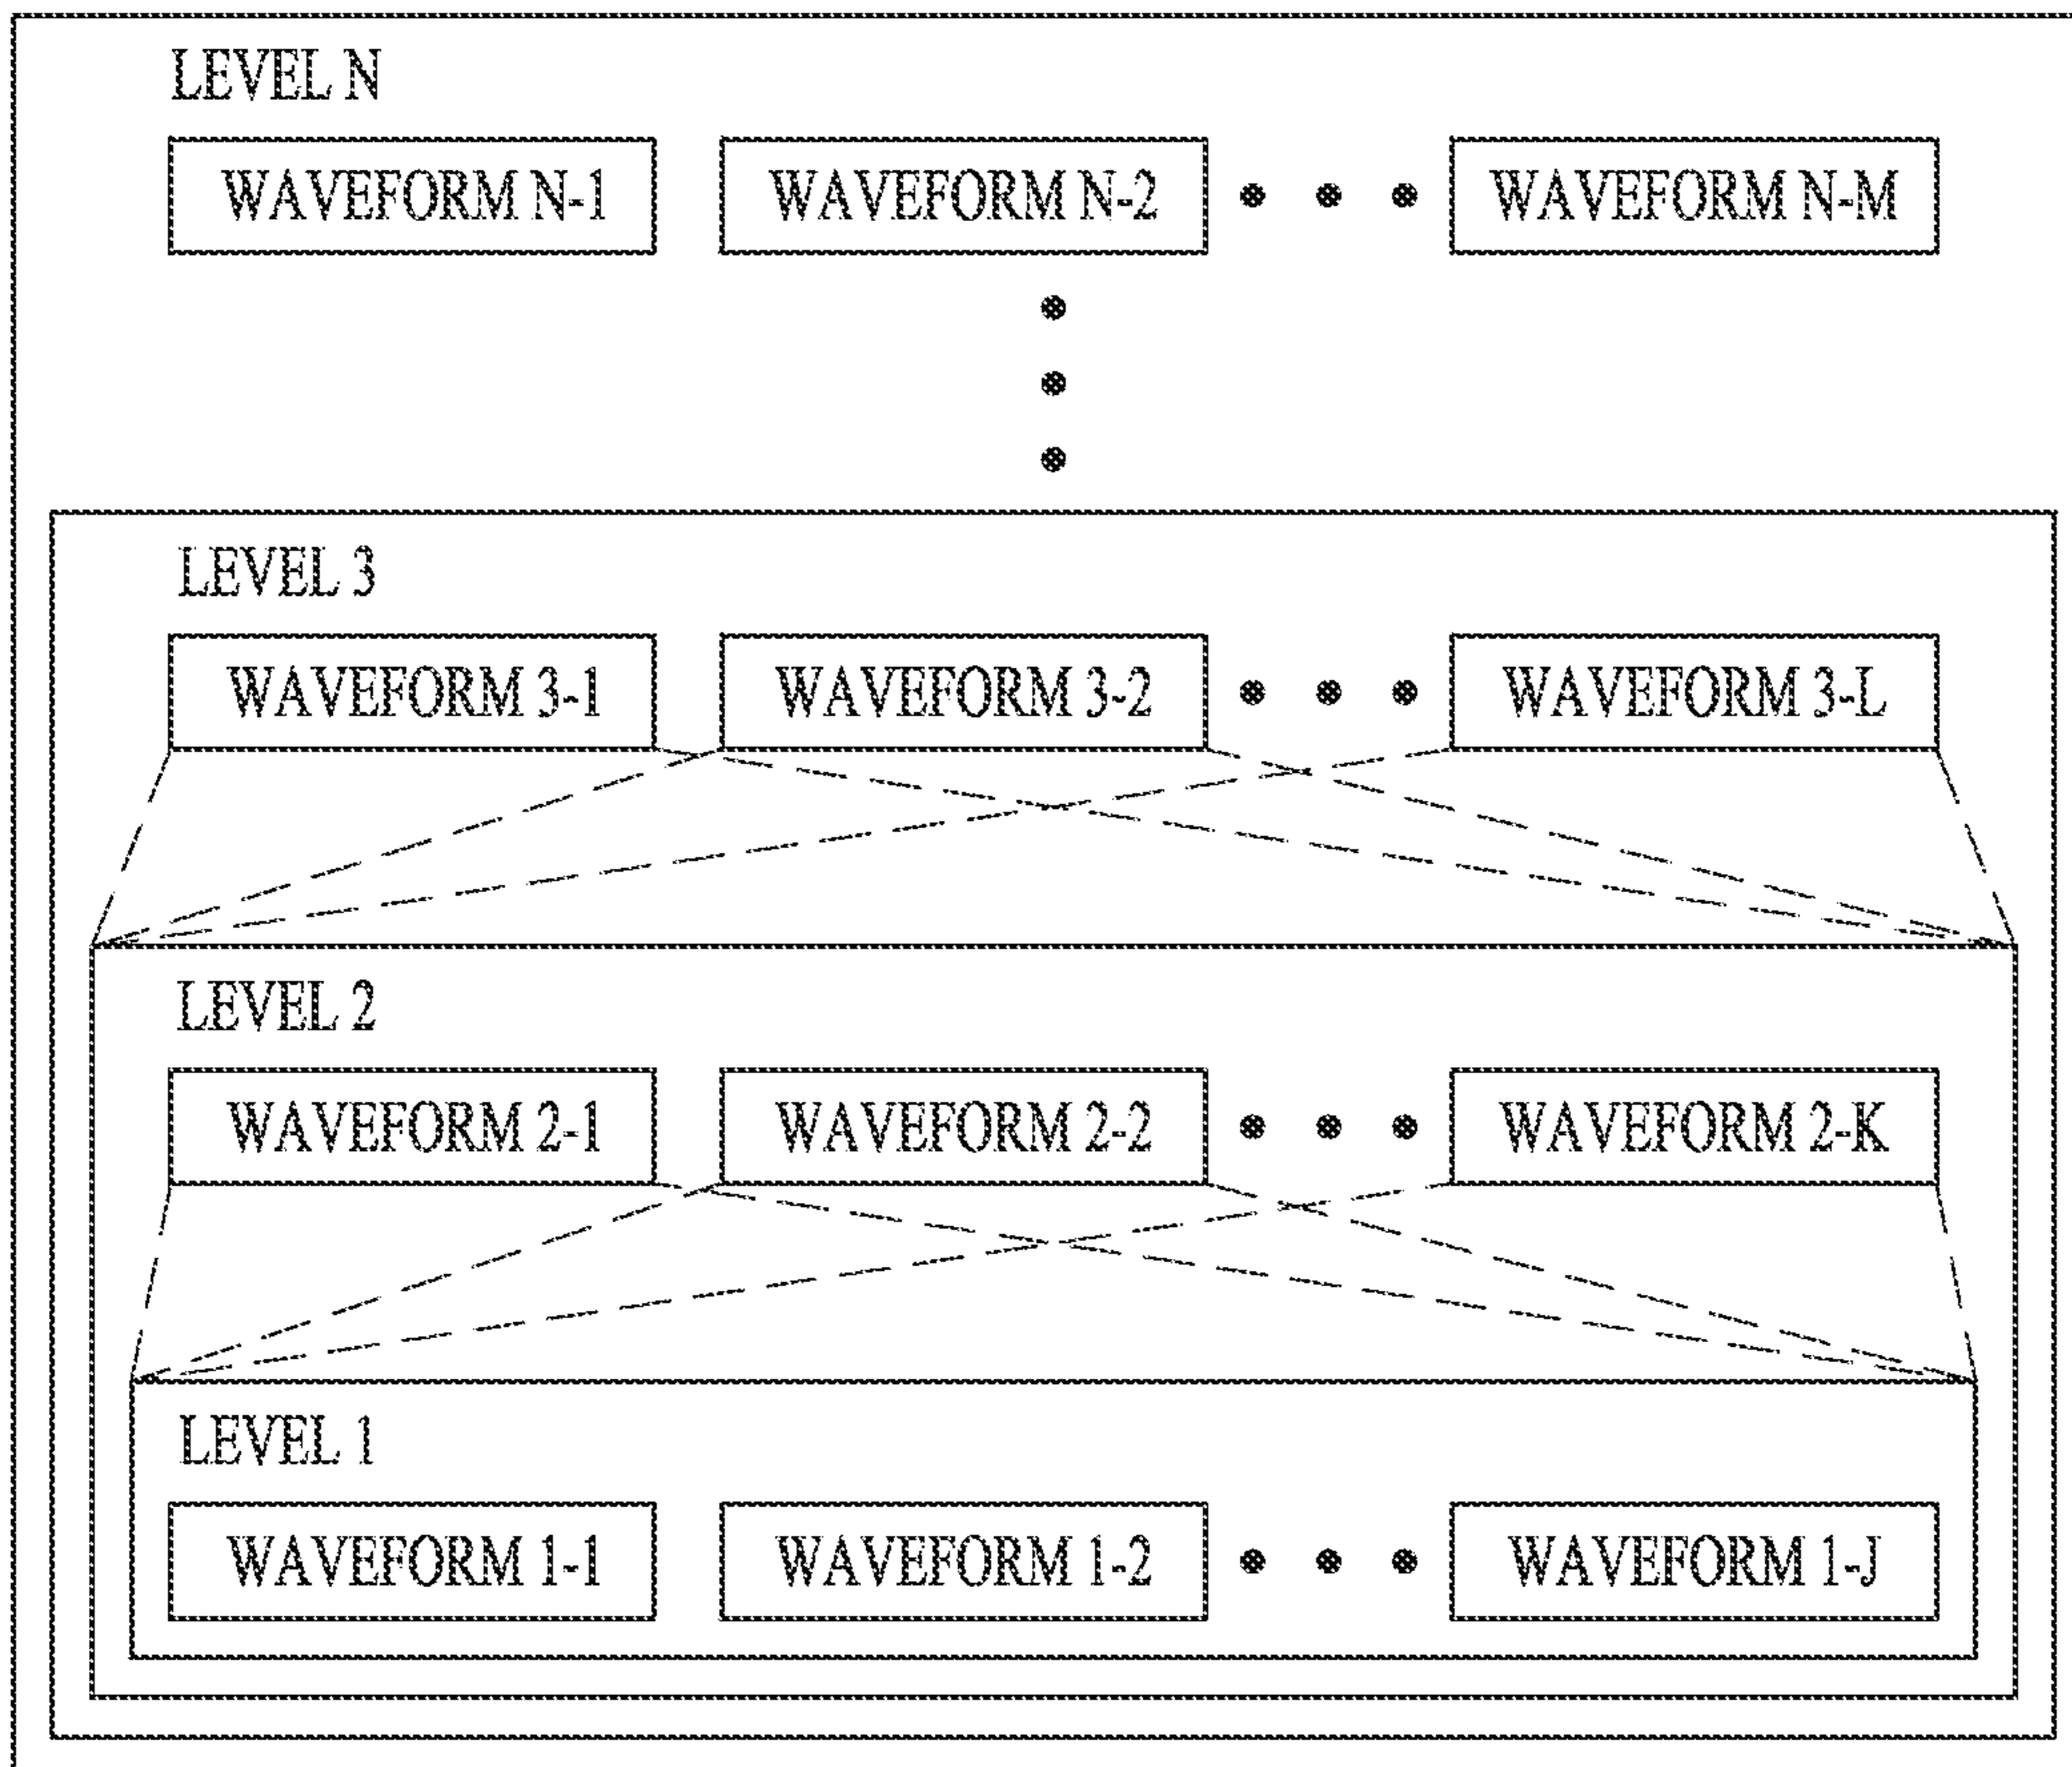 LEVEL N
WAVEFORM N-1 WAVEFORM N-2 WAVEFORM N-M
LEVEL 3
WAVEFORM 3-1 WAVEFORM 3-2 WAVEFORM 3-L
LEVEL 2
WAVEFORM 2-1 WAVEFORM 2-2 WAVEFORM 2-K
LEVEL 1
WAVEFORM 1-1 WAVEFORM 1-2 WAVEFORM 1-J